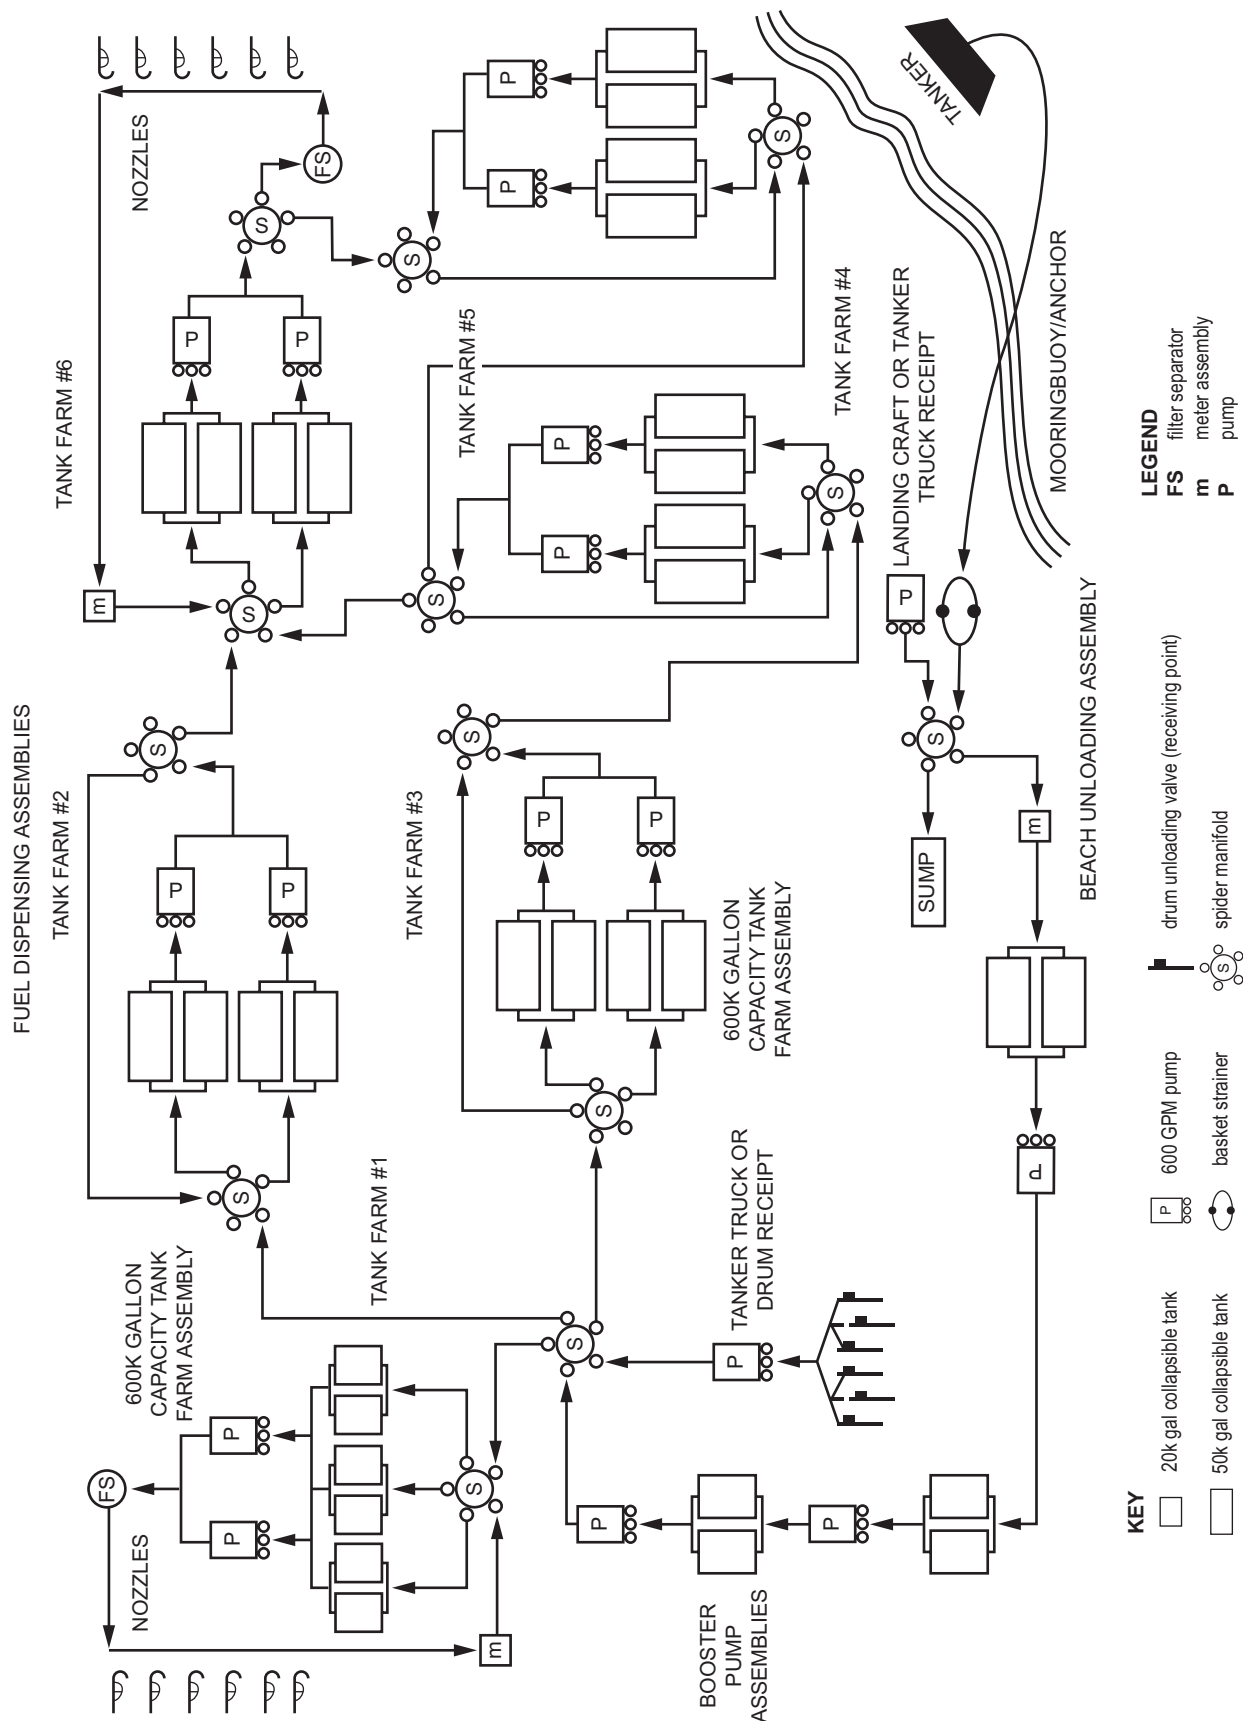 FUEL DISPENSING ASSEMBLIES
TANK FARM #2
TANK FARM #6
NOZZLES
FS
600K GALLON
CAPACITY TANK
FARM ASSEMBLY
m
NOZZLES
P
P
S
P
P
S
S
P
P
S
FS
TANK FARM #1
TANK FARM #3
TANK FARM #5
m
S
S
S
S
P
P
P
P
S
P
P
P
P
S
S
600K GALLON
CAPACITY TANK
FARM ASSEMBLY
TANK FARM #4
S
P
TANKER TRUCK OR
DRUM RECEIPT
P
BOOSTER
PUMP
ASSEMBLIES
P
LANDING CRAFT OR TANKER
TRUCK RECEIPT
P
S
SUMP
TANKER
P
m
MOORINGBUOY/ANCHOR
BEACH UNLOADING ASSEMBLY
KEY
20k gal collapsible tank
50k gal collapsible tank
P
600 GPM pump
basket strainer
drum unloading valve (receiving point)
S
spider manifold
LEGEND
FS filter separator
m meter assembly
P pump